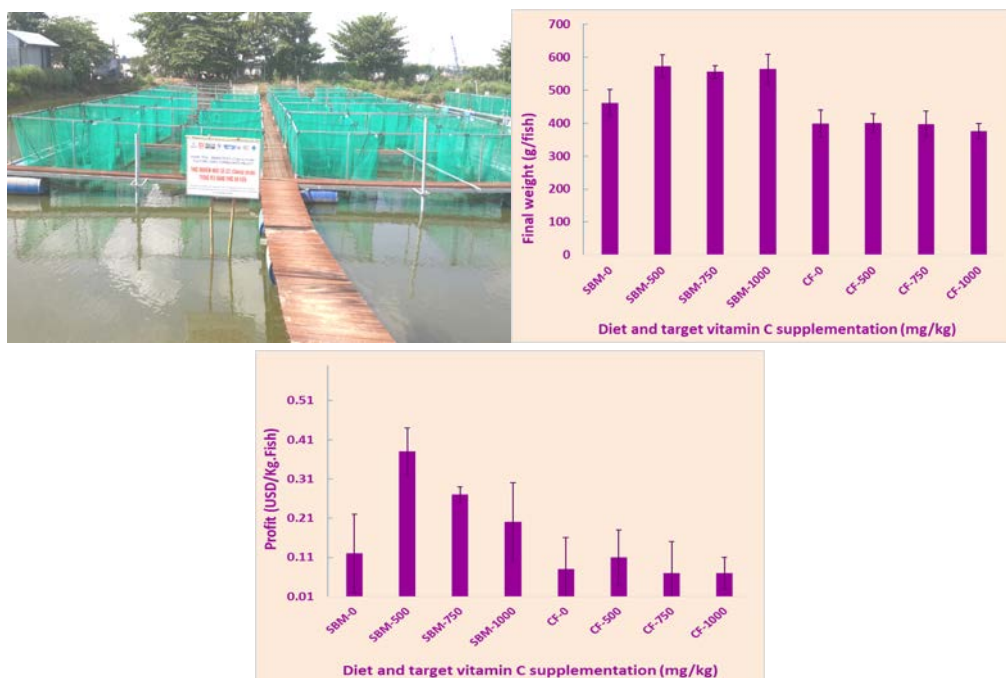 700
600
500
400
300
200
100
0
Final weight (g/fish)
SBM-0
SBM-500
SBM-750
SBM-1000
CF-0
CF-500
CF-750
CF-1000
Diet and target vitamin C supplementation (mg/kg)
0.51
0.41
0.31
0.21
0.11
0.01
Profit (USD/Kg.Fish)
SBM-0
SBM-500
SBM-750
SBM-1000
CF-0
CF-500
CF-750
CF-1000
Diet and target vitamin C supplementation (mg/kg)